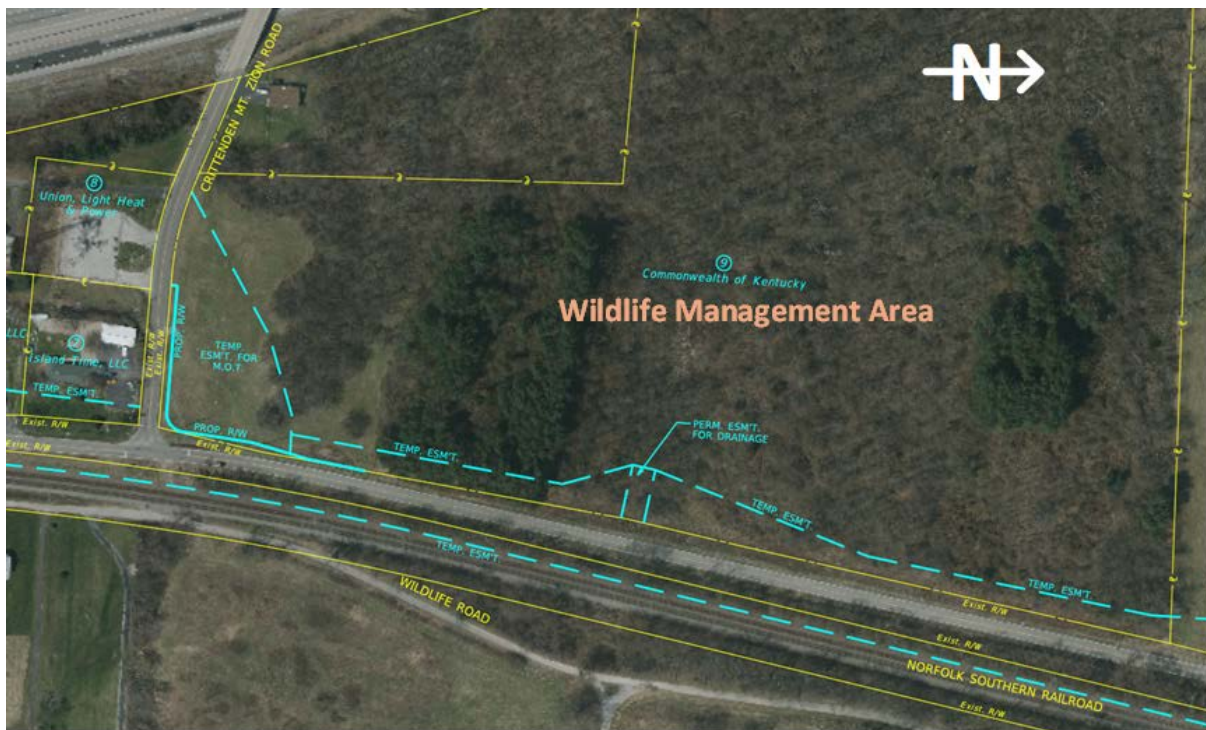 N
CRITTENDEN MT. ZION ROAD
8
Union, Light Heat
& Power
9
Commonwealth of Kentucky
Wildlife Management Area
PROP. R/W
TEMP.
ESM'T. FOR
M.O.T.
LLC
Island Time, LLC
Exist. R/W
Exist. R/W
TEMP. ESM'T.
Exist. R/W
PROP. R/W
Exist. R/W
Exist. R/W
TEMP. ESM'T.
PERM. ESM'T.
FOR DRAINAGE
TEMP. ESM'T.
TEMP. ESM'T.
TEMP. ESM'T.
Exist. R/W
WILDLIFE ROAD
Exist. R/W
NORFOLK SOUTHERN RAILROAD
Exist. R/W